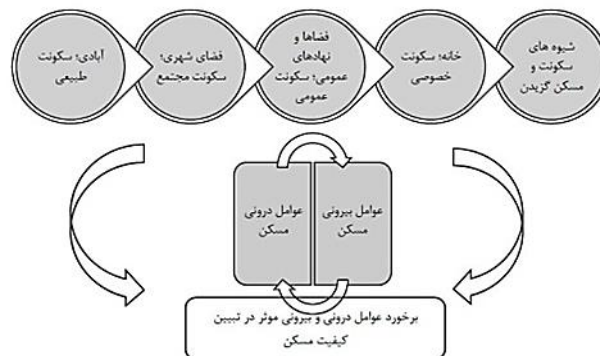 شیوه های
سکونت و
مسکن گزیدن
خانه؛ سکونت
خصوصی
فضاها و
نهادهای
عمومی؛ سکونت
عمومی
فضای شهری؛
سکونت مجتمع
آبادی؛ سکونت
طبیعی
عوامل بیرونی
مسکن
عوامل درونی
مسکن
برخورد عوامل درونی و بیرونی موثر در تبیین
کیفیت مسکن